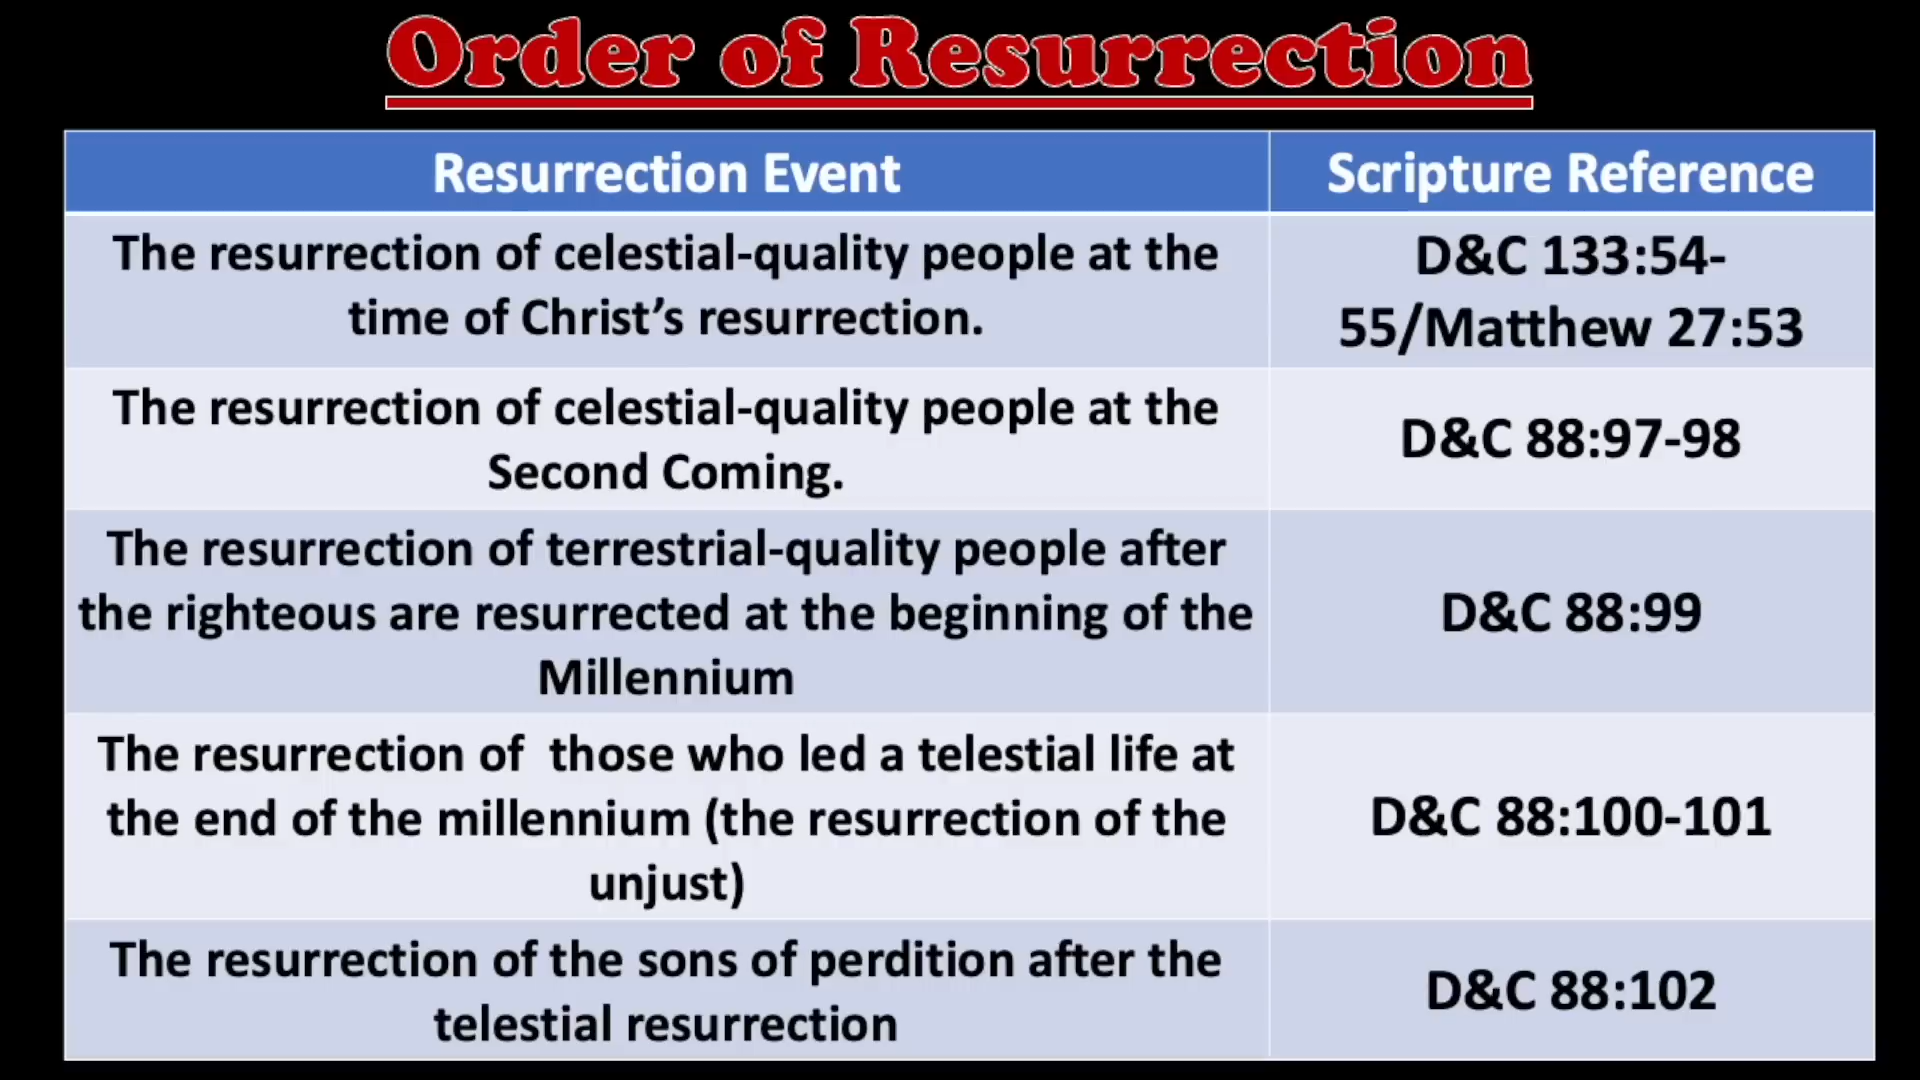 Order of Resurrection
Resurrection Event
Scripture Reference
The resurrection of celestial-quality people at the
time of Christ’s resurrection.
D&C 133:54-
55/Matthew 27:53
The resurrection of celestial-quality people at the
Second Coming.
D&C 88:97-98
The resurrection of terrestrial-quality people after
the righteous are resurrected at the beginning of the
Millennium
D&C 88:99
The resurrection of  those who led a telestial life at
the end of the millennium (the resurrection of the
unjust)
D&C 88:100-101
The resurrection of the sons of perdition after the
telestial resurrection
D&C 88:102